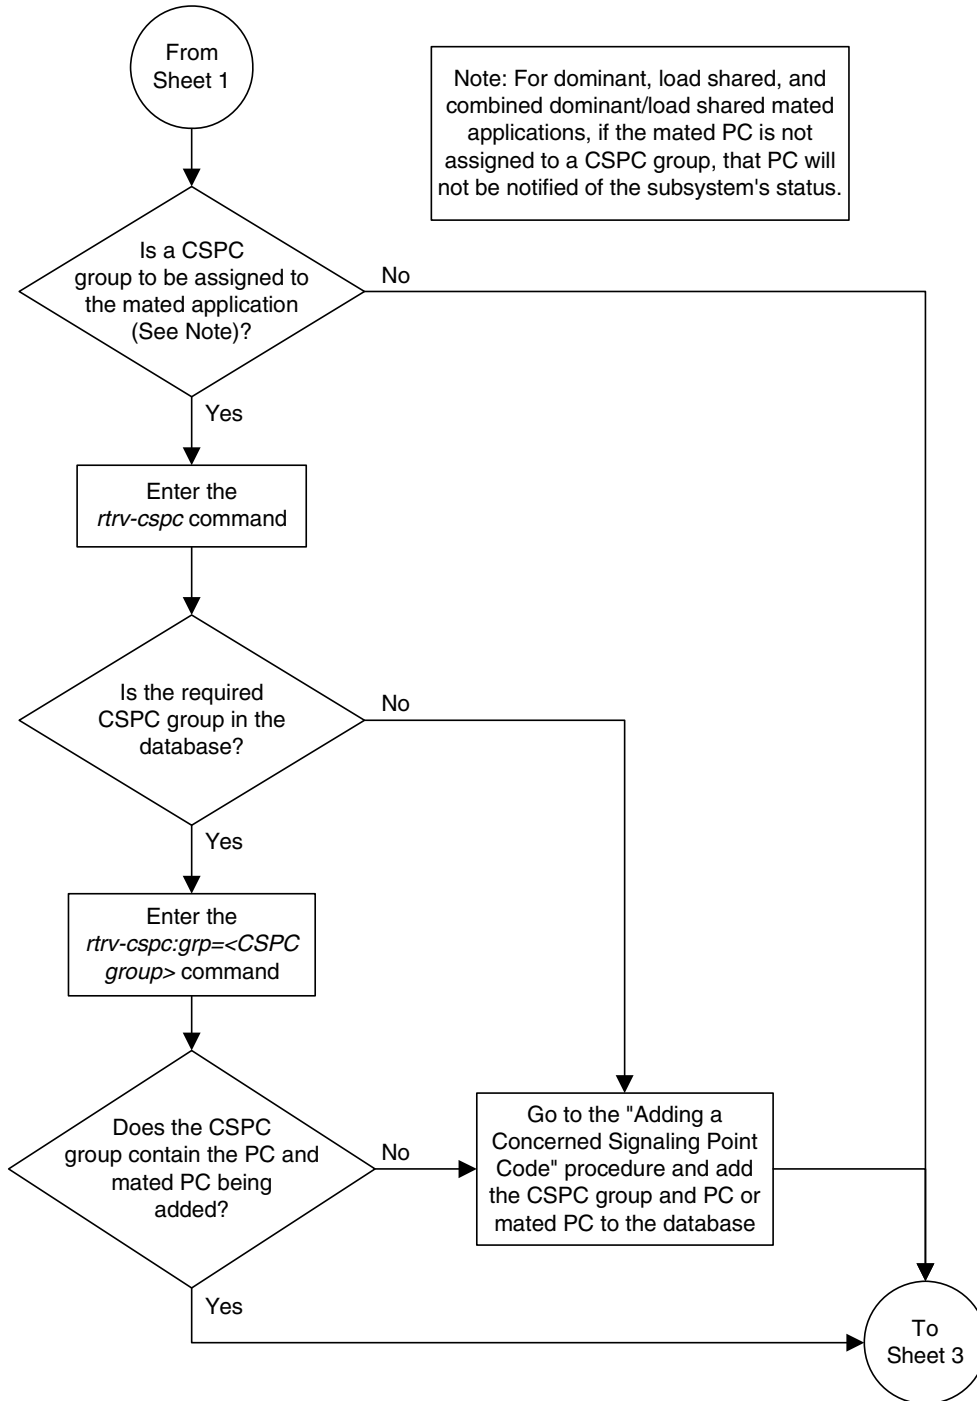 From
Sheet 1
Note: For dominant, load shared, and
combined dominant/load shared mated
applications, if the mated PC is not
assigned to a CSPC group, that PC will
not be notified of the subsystem's status.
Is a CSPC
group to be assigned to
the mated application
(See Note)?
No
Yes
Enter the
rtrv-cspc command
Is the required
CSPC group in the
database?
No
Yes
Enter the
rtrv-cspc:grp=<CSPC
group> command
Does the CSPC
group contain the PC and
mated PC being
added?
No
Go to the "Adding a
Concerned Signaling Point
Code" procedure and add
the CSPC group and PC or
mated PC to the database
Yes
To
Sheet 3